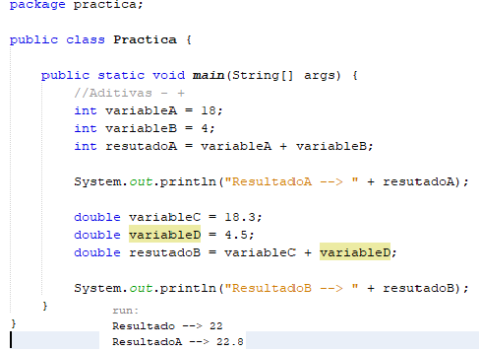 package practica;
public class Practica {
public static void main(String[] args) {
//Aditivas - +
int variableA = 18;
int variableB = 4;
int resutadoA = variableA + variableB;
System.out.println("ResultadoA --> " + resutadoA);
double variableC = 18.3;
double variableD = 4.5;
double resutadoB = variableC + variableD;
System.out.println("ResultadoB --> " + resutadoB);
}
run:
}
Resultado --> 22
ResultadoA --> 22.8